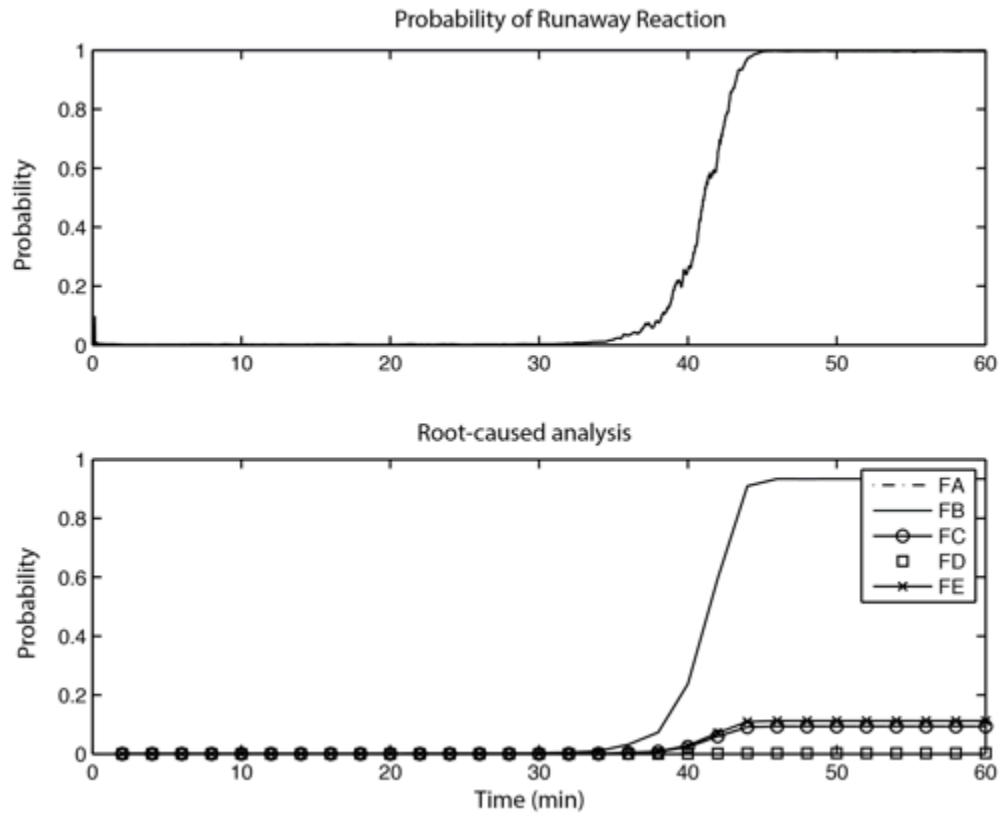 Probability of Runaway Reaction
1
0.8
0.6
0.4
0.2
0
Probability
0 10 20 30 40 50 60
Root-caused analysis
1
0.8
0.6
0.4
0.2
0
Probability
FA
FB
FC
FD
FE
0 10 20 30 40 50 60
Time (min)